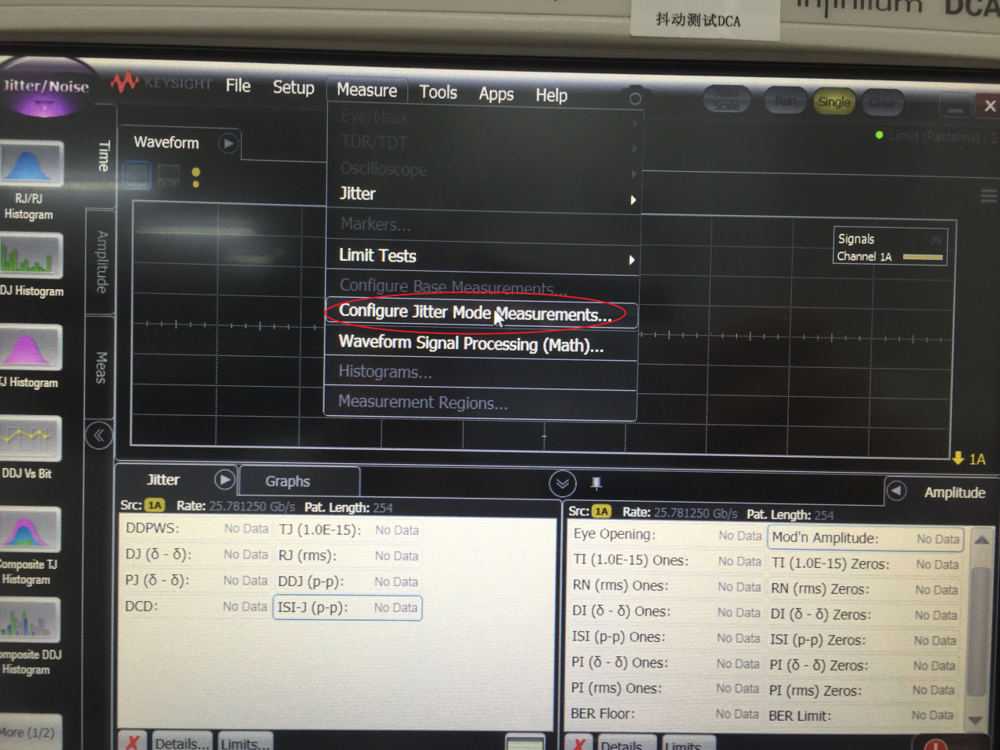 抖动测试DCA
infiniium DCA
Jitter/Noise
KEYSIGHT
File
Setup
Measure
Tools
Apps
Help
Auto
Scale
Run
Single
Clear
X
Limit (Patterns) : 1
Eye/Mask
TDR/TDT
Oscilloscope
Jitter
Markers...
Limit Tests
Configure Base Measurements...
Configure Jitter Mode Measurements...
Waveform Signal Processing (Math)...
Histograms...
Measurement Regions...
Waveform
Time
Amplitude
Meas
RJ/PJ
Histogram
DDJ Histogram
TJ Histogram
DDJ Vs Bit
Composite TJ
Histogram
Composite DDJ
Histogram
More (1/2)
Signals
Channel 1A
1A
Jitter
Graphs
Src: 1A Rate: 25.781250 Gb/s Pat. Length: 254
DDPWS: No Data TJ (1.0E-15): No Data
DJ (δ - δ): No Data RJ (rms): No Data
PJ (δ - δ): No Data DDJ (p-p): No Data
DCD: No Data ISI-J (p-p): No Data
Details... Limits...
Amplitude
Src: 1A Rate: 25.781250 Gb/s Pat. Length: 254
Eye Opening: No Data Mod'n Amplitude: No Data
TI (1.0E-15) Ones: No Data TI (1.0E-15) Zeros: No Data
RN (rms) Ones: No Data RN (rms) Zeros: No Data
DI (δ - δ) Ones: No Data DI (δ - δ) Zeros: No Data
ISI (p-p) Ones: No Data ISI (p-p) Zeros: No Data
PI (δ - δ) Ones: No Data PI (δ - δ) Zeros: No Data
PI (rms) Ones: No Data PI (rms) Zeros: No Data
BER Floor: No Data BER Limit: No Data
Details... Limits...